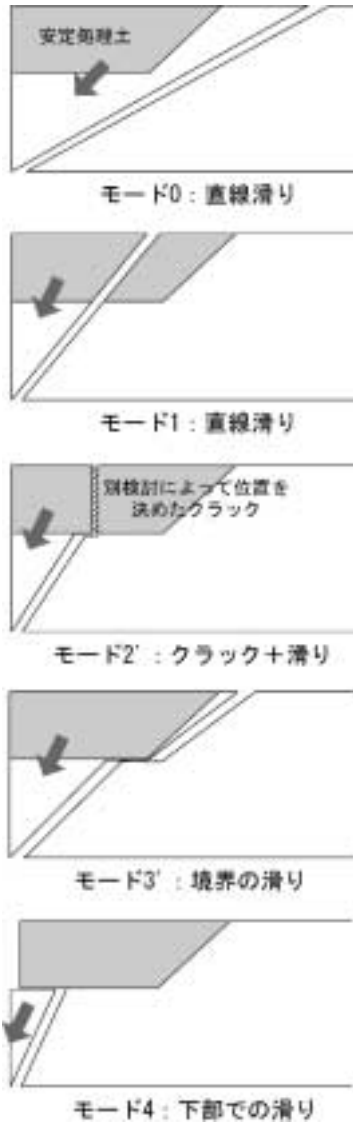 安定処理土
モード0：直線滑り
モード1：直線滑り
別検討によって位置を
決めたクラック
モード2'：クラック＋滑り
モード3'：境界の滑り
モード4：下部での滑り